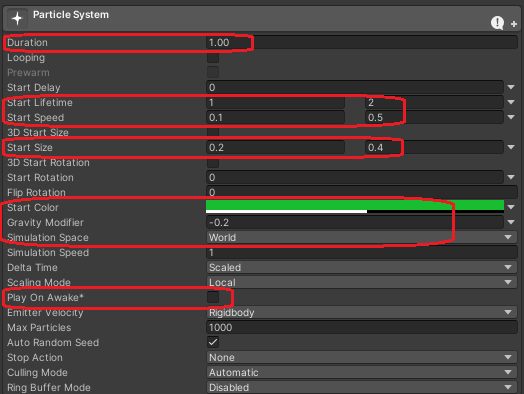 Particle System
Duration 1.00
Looping
Prewarm
Start Delay 0
Start Lifetime 1 2
Start Speed 0.1 0.5
3D Start Size
Start Size 0.2 0.4
3D Start Rotation
Start Rotation 0
Flip Rotation 0
Start Color
Gravity Modifier -0.2
Simulation Space World
Simulation Speed 1
Delta Time Scaled
Scaling Mode Local
Play On Awake*
Emitter Velocity Rigidbody
Max Particles 1000
Auto Random Seed
Stop Action None
Culling Mode Automatic
Ring Buffer Mode Disabled